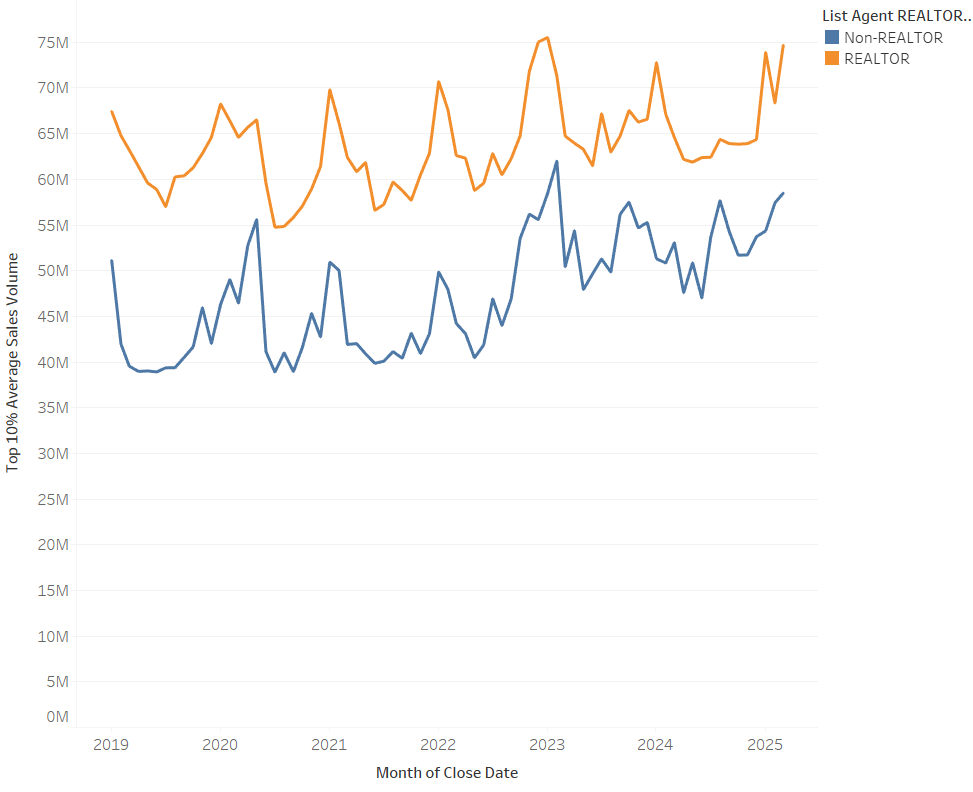 List Agent REALTOR..
Non-REALTOR
REALTOR
Top 10% Average Sales Volume
75M
70M
65M
60M
55M
50M
45M
40M
35M
30M
25M
20M
15M
10M
5M
0M
2019 2020 2021 2022 2023 2024 2025
Month of Close Date